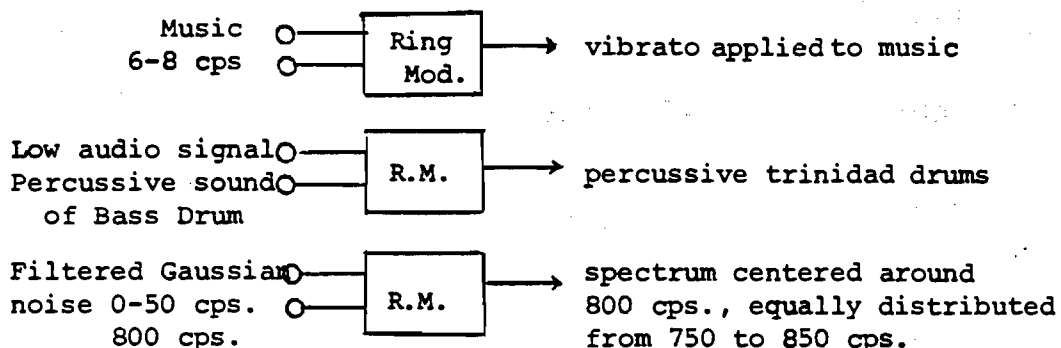 Music
6-8 cps
Ring
Mod.
vibrato applied to music
Low audio signal
Percussive sound
of Bass Drum
R.M.
percussive trinidad drums
Filtered Gaussian
noise 0-50 cps.
800 cps.
R.M.
spectrum centered around
800 cps., equally distributed
from 750 to 850 cps.